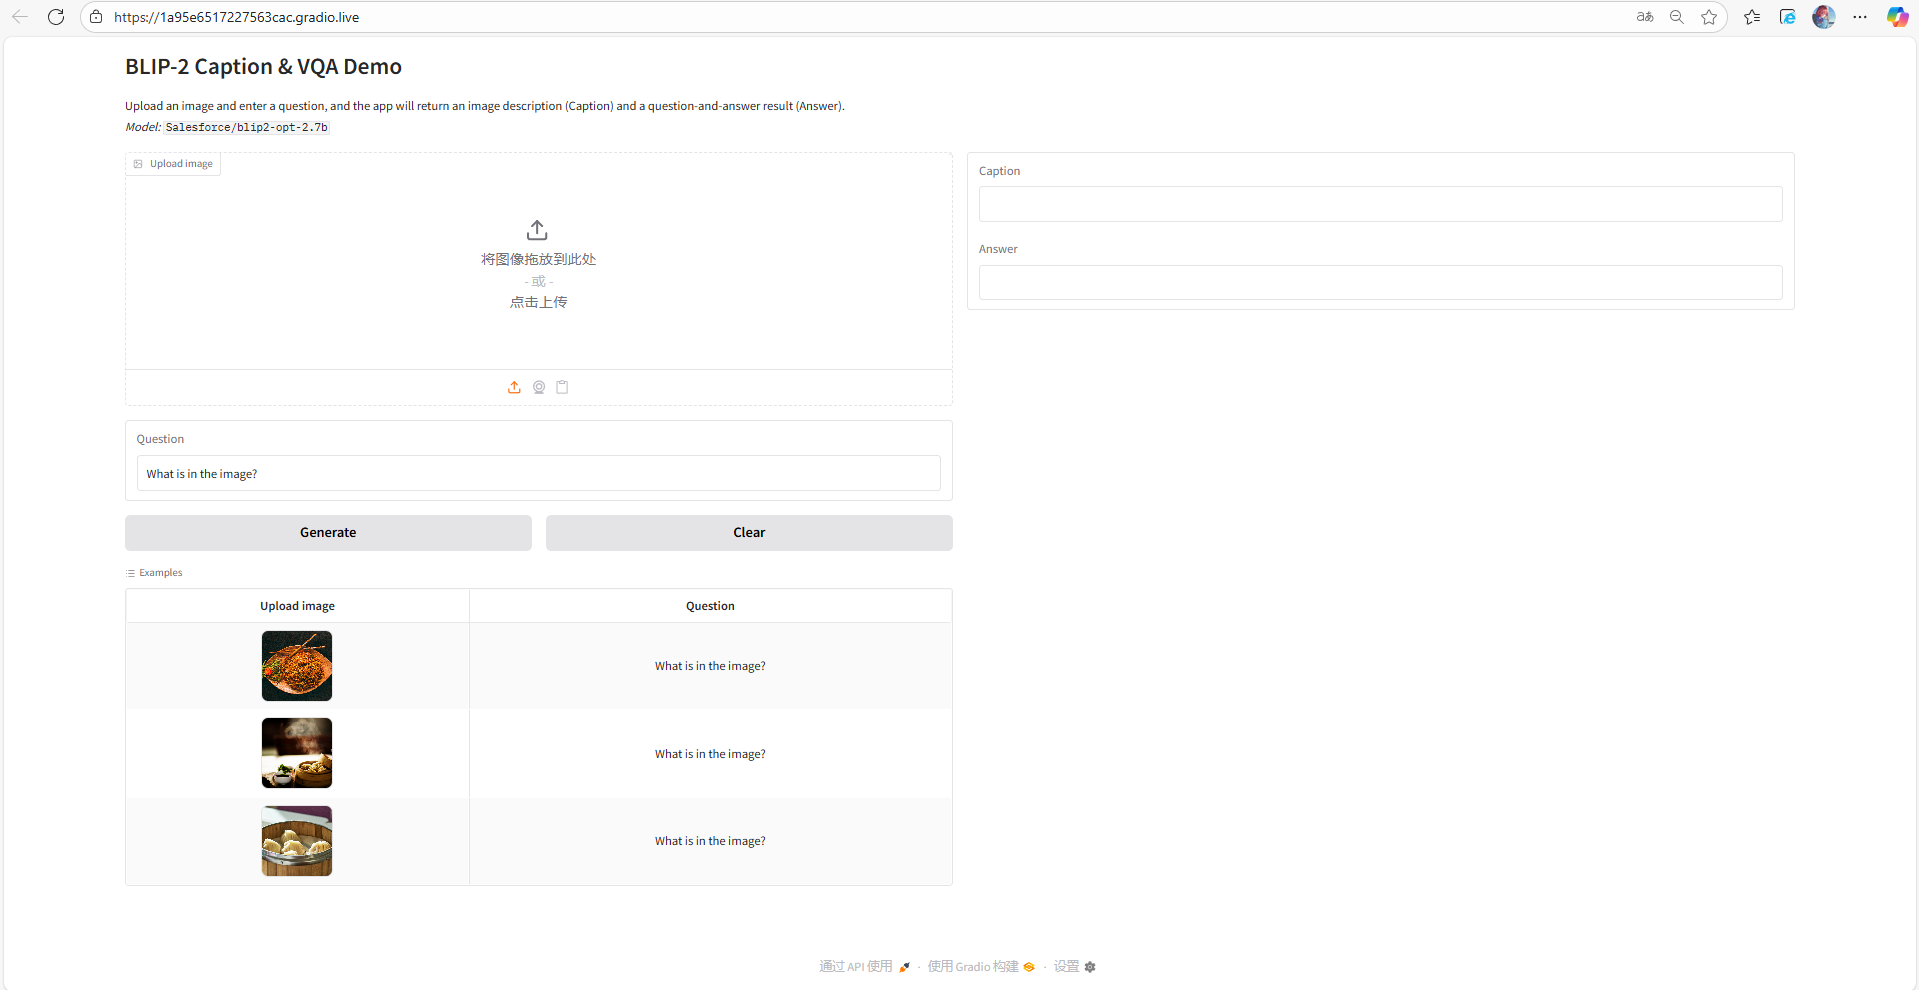 https://1a95e6517227563cac.gradio.live
aあ
BLIP-2 Caption & VQA Demo
Upload an image and enter a question, and the app will return an image description (Caption) and a question-and-answer result (Answer).
Model: Salesforce/blip2-opt-2.7b
Upload image
将图像拖放到此处
- 或 -
点击上传
Caption
Answer
Question
What is in the image?
Generate
Clear
Examples
Upload image
Question
What is in the image?
What is in the image?
What is in the image?
通过 API 使用 · 使用 Gradio 构建 · 设置